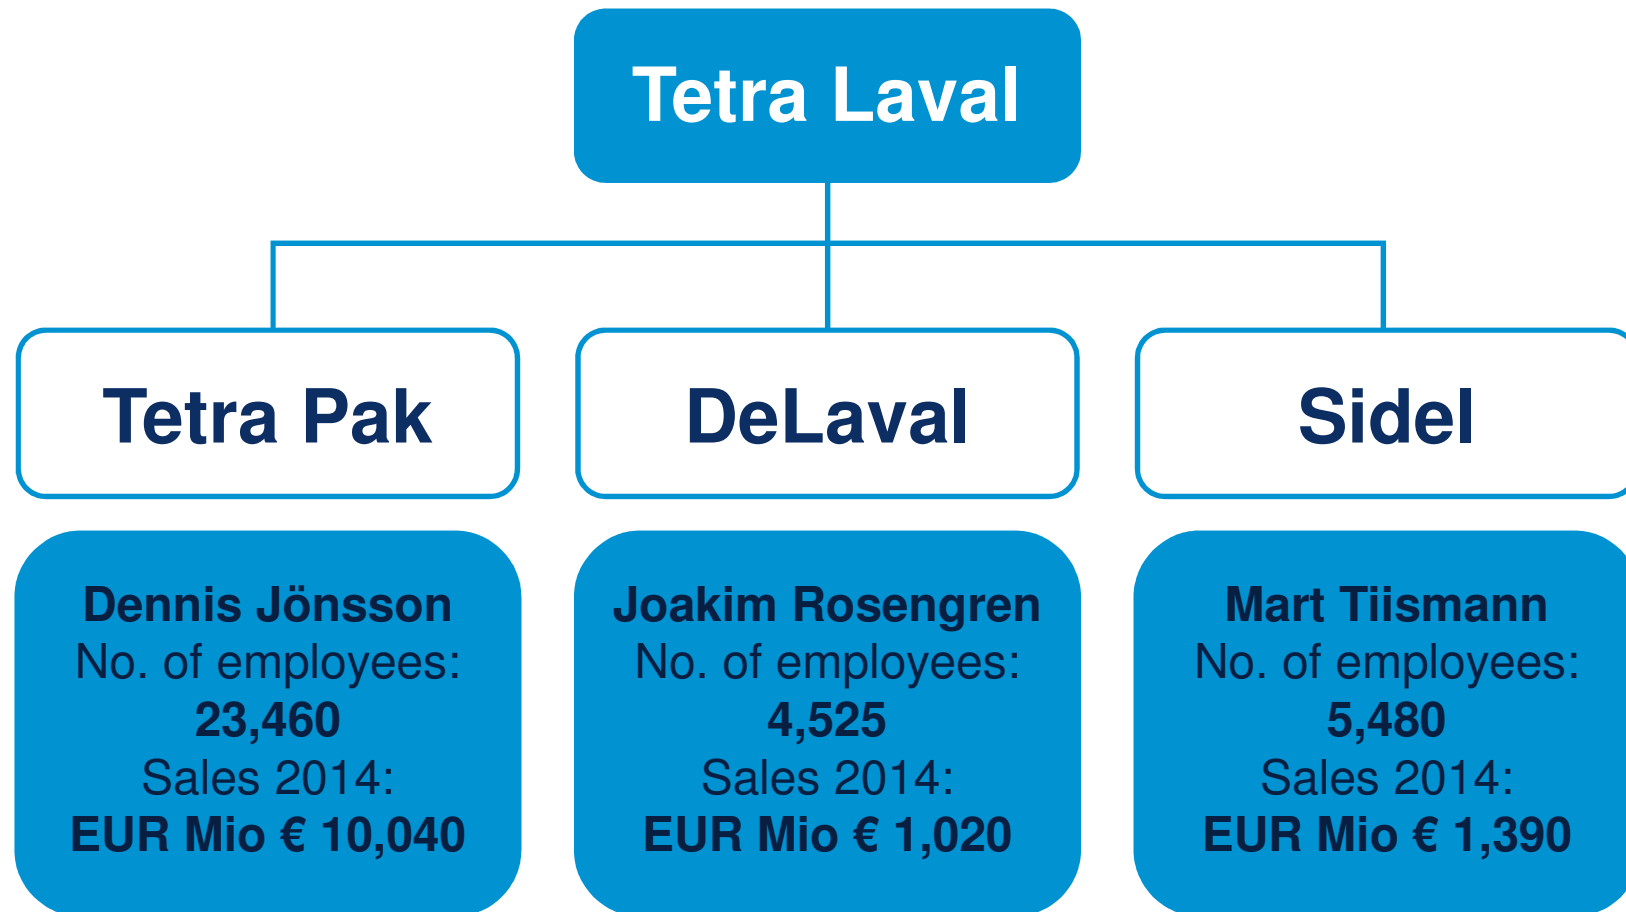 Tetra Laval
Tetra Pak
DeLaval
Sidel
Dennis Jönsson
No. of employees:
23,460
Sales 2014:
EUR Mio € 10,040
Joakim Rosengren
No. of employees:
4,525
Sales 2014:
EUR Mio € 1,020
Mart Tiismann
No. of employees:
5,480
Sales 2014:
EUR Mio € 1,390